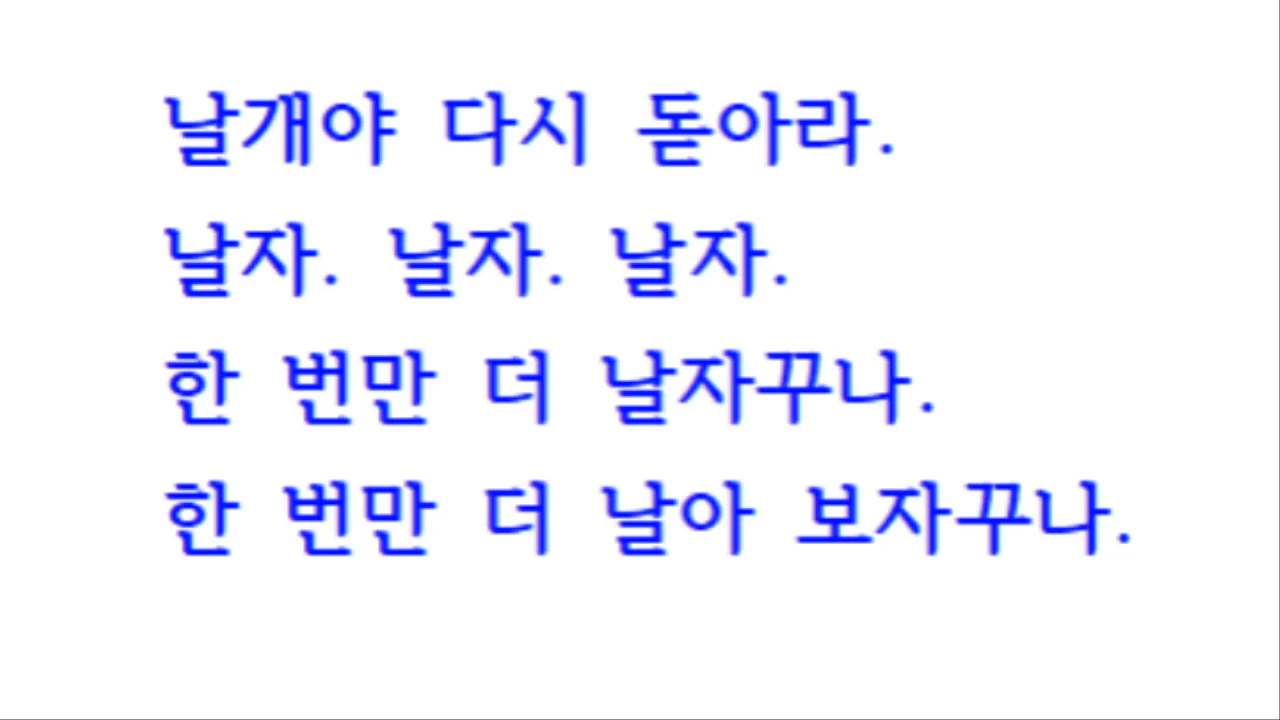 날개야 다시 돋아라.
날자. 날자. 날자.
한 번만 더 날자꾸나.
한 번만 더 날아 보자꾸나.